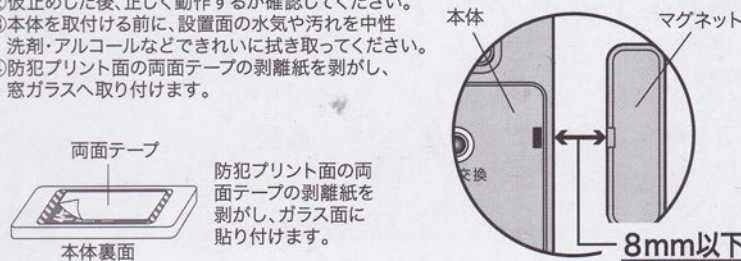 仮止めした後、正しく動作するか確認してください。
③本体を取付ける前に、設置面の水気や汚れを中性
洗剤・アルコールなどできれいに拭き取ってください。
防犯プリント面の両面テープの剥離紙を剥がし、
窓ガラスへ取り付けます。
両面テープ
本体裏面
防犯プリント面の両
面テープの剥離紙を
剥がし、ガラス面に
貼り付けます。
本体
マグネット
交換
8mm以下